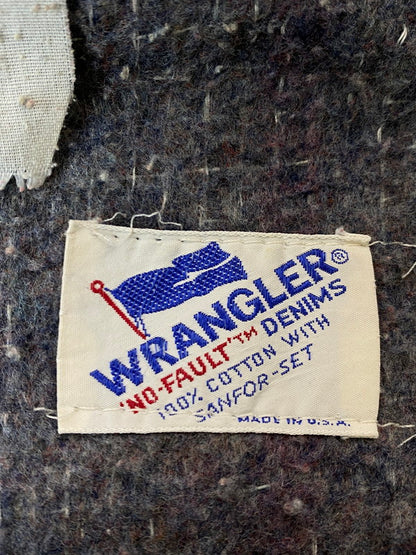 WRANGLER®
'NO-FAULT'™ DENIMS
100% COTTON WITH
SANFOR-SET
MADE IN U.S.A.